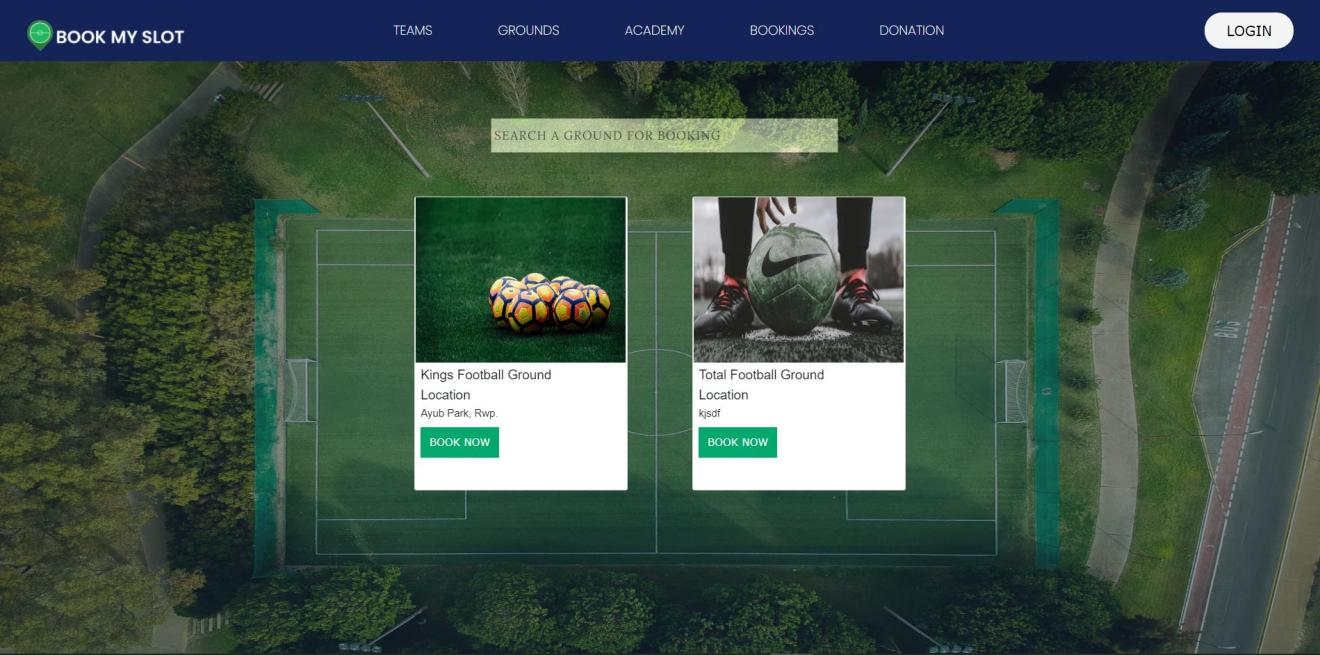 BOOK MY SLOT
TEAMS GROUNDS ACADEMY BOOKINGS DONATION
LOGIN
SEARCH A GROUND FOR BOOKING
Kings Football Ground
Location
Ayub Park, Rwp.
BOOK NOW
Total Football Ground
Location
kjsdf
BOOK NOW
BUS